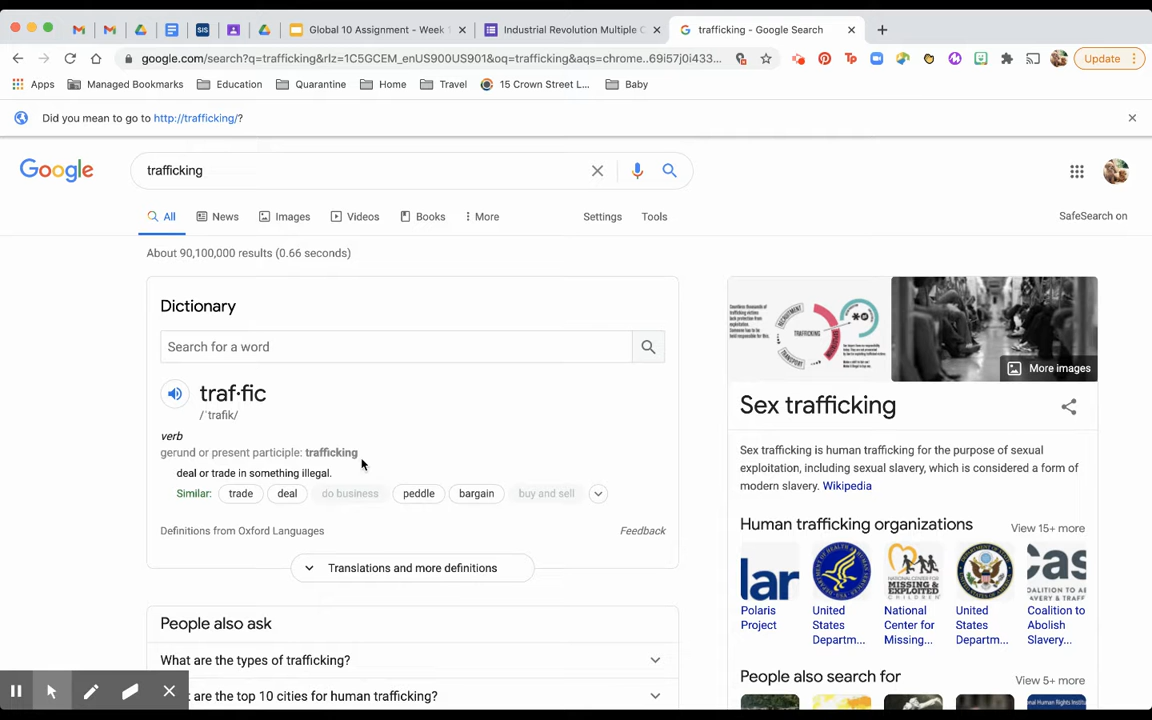 Global 10 Assignment - Week
Industrial Revolution Multiple C
trafficking - Google Search
google.com/search?q=trafficking&rlz=1C5GCEM_enUS900US901&oq=trafficking&aqs=chrome..69i57j0i433...
Update
Apps
Managed Bookmarks
Education
Quarantine
Home
Travel
15 Crown Street L...
Baby
Did you mean to go to http://trafficking/?
Google
trafficking
All
News
Images
Videos
Books
More
Settings
Tools
SafeSearch on
About 90,100,000 results (0.66 seconds)
Dictionary
Search for a word
traf·fic
/ˈtrafik/
verb
gerund or present participle: trafficking
deal or trade in something illegal.
Similar: trade deal do business peddle bargain buy and sell
Definitions from Oxford Languages
Feedback
Translations and more definitions
People also ask
What are the types of trafficking?
are the top 10 cities for human trafficking?
More images
Sex trafficking
Sex trafficking is human trafficking for the purpose of sexual
exploitation, including sexual slavery, which is considered a form of
modern slavery. Wikipedia
Human trafficking organizations
View 15+ more
Polaris
Project
United
States
Departm...
National
Center for
Missing...
United
States
Departm...
Coalition to
Abolish
Slavery...
People also search for
View 5+ more